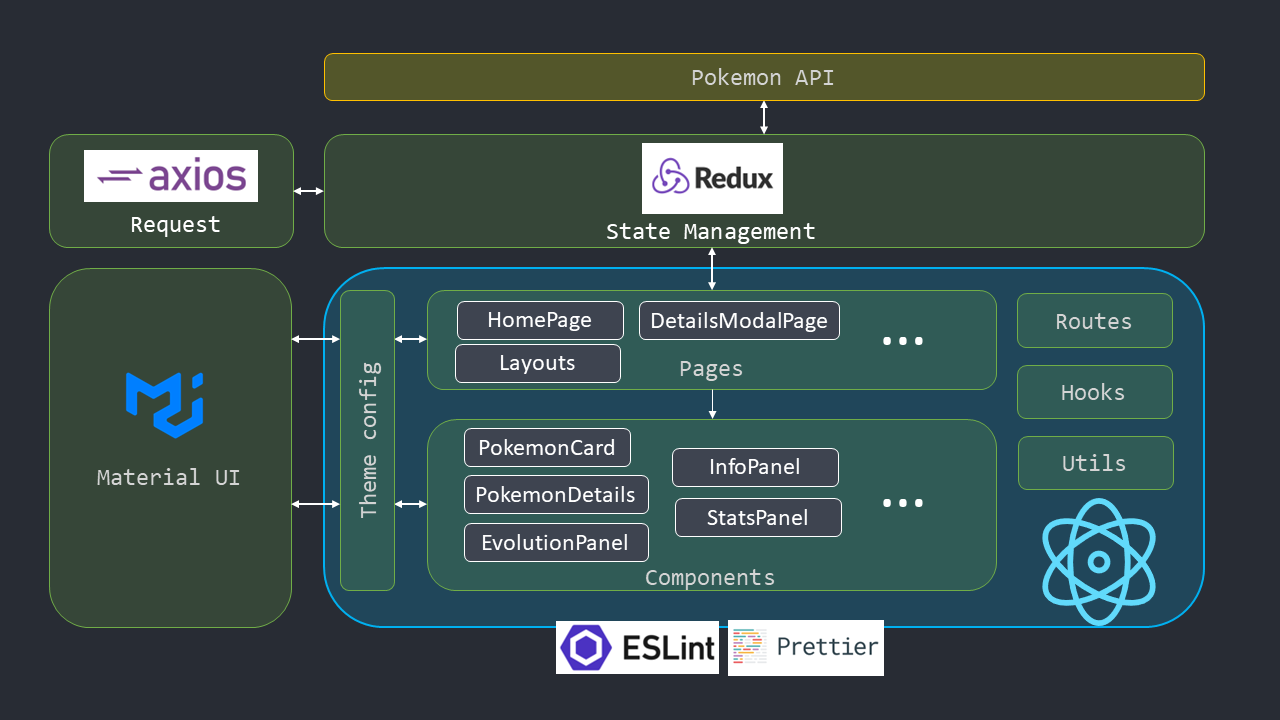 Pokemon API
axios
Request
Redux
State Management
Material UI
Theme config
HomePage
DetailsModalPage
Layouts
...
Pages
PokemonCard
PokemonDetails
EvolutionPanel
InfoPanel
StatsPanel
...
Components
Routes
Hooks
Utils
ESLint
Prettier